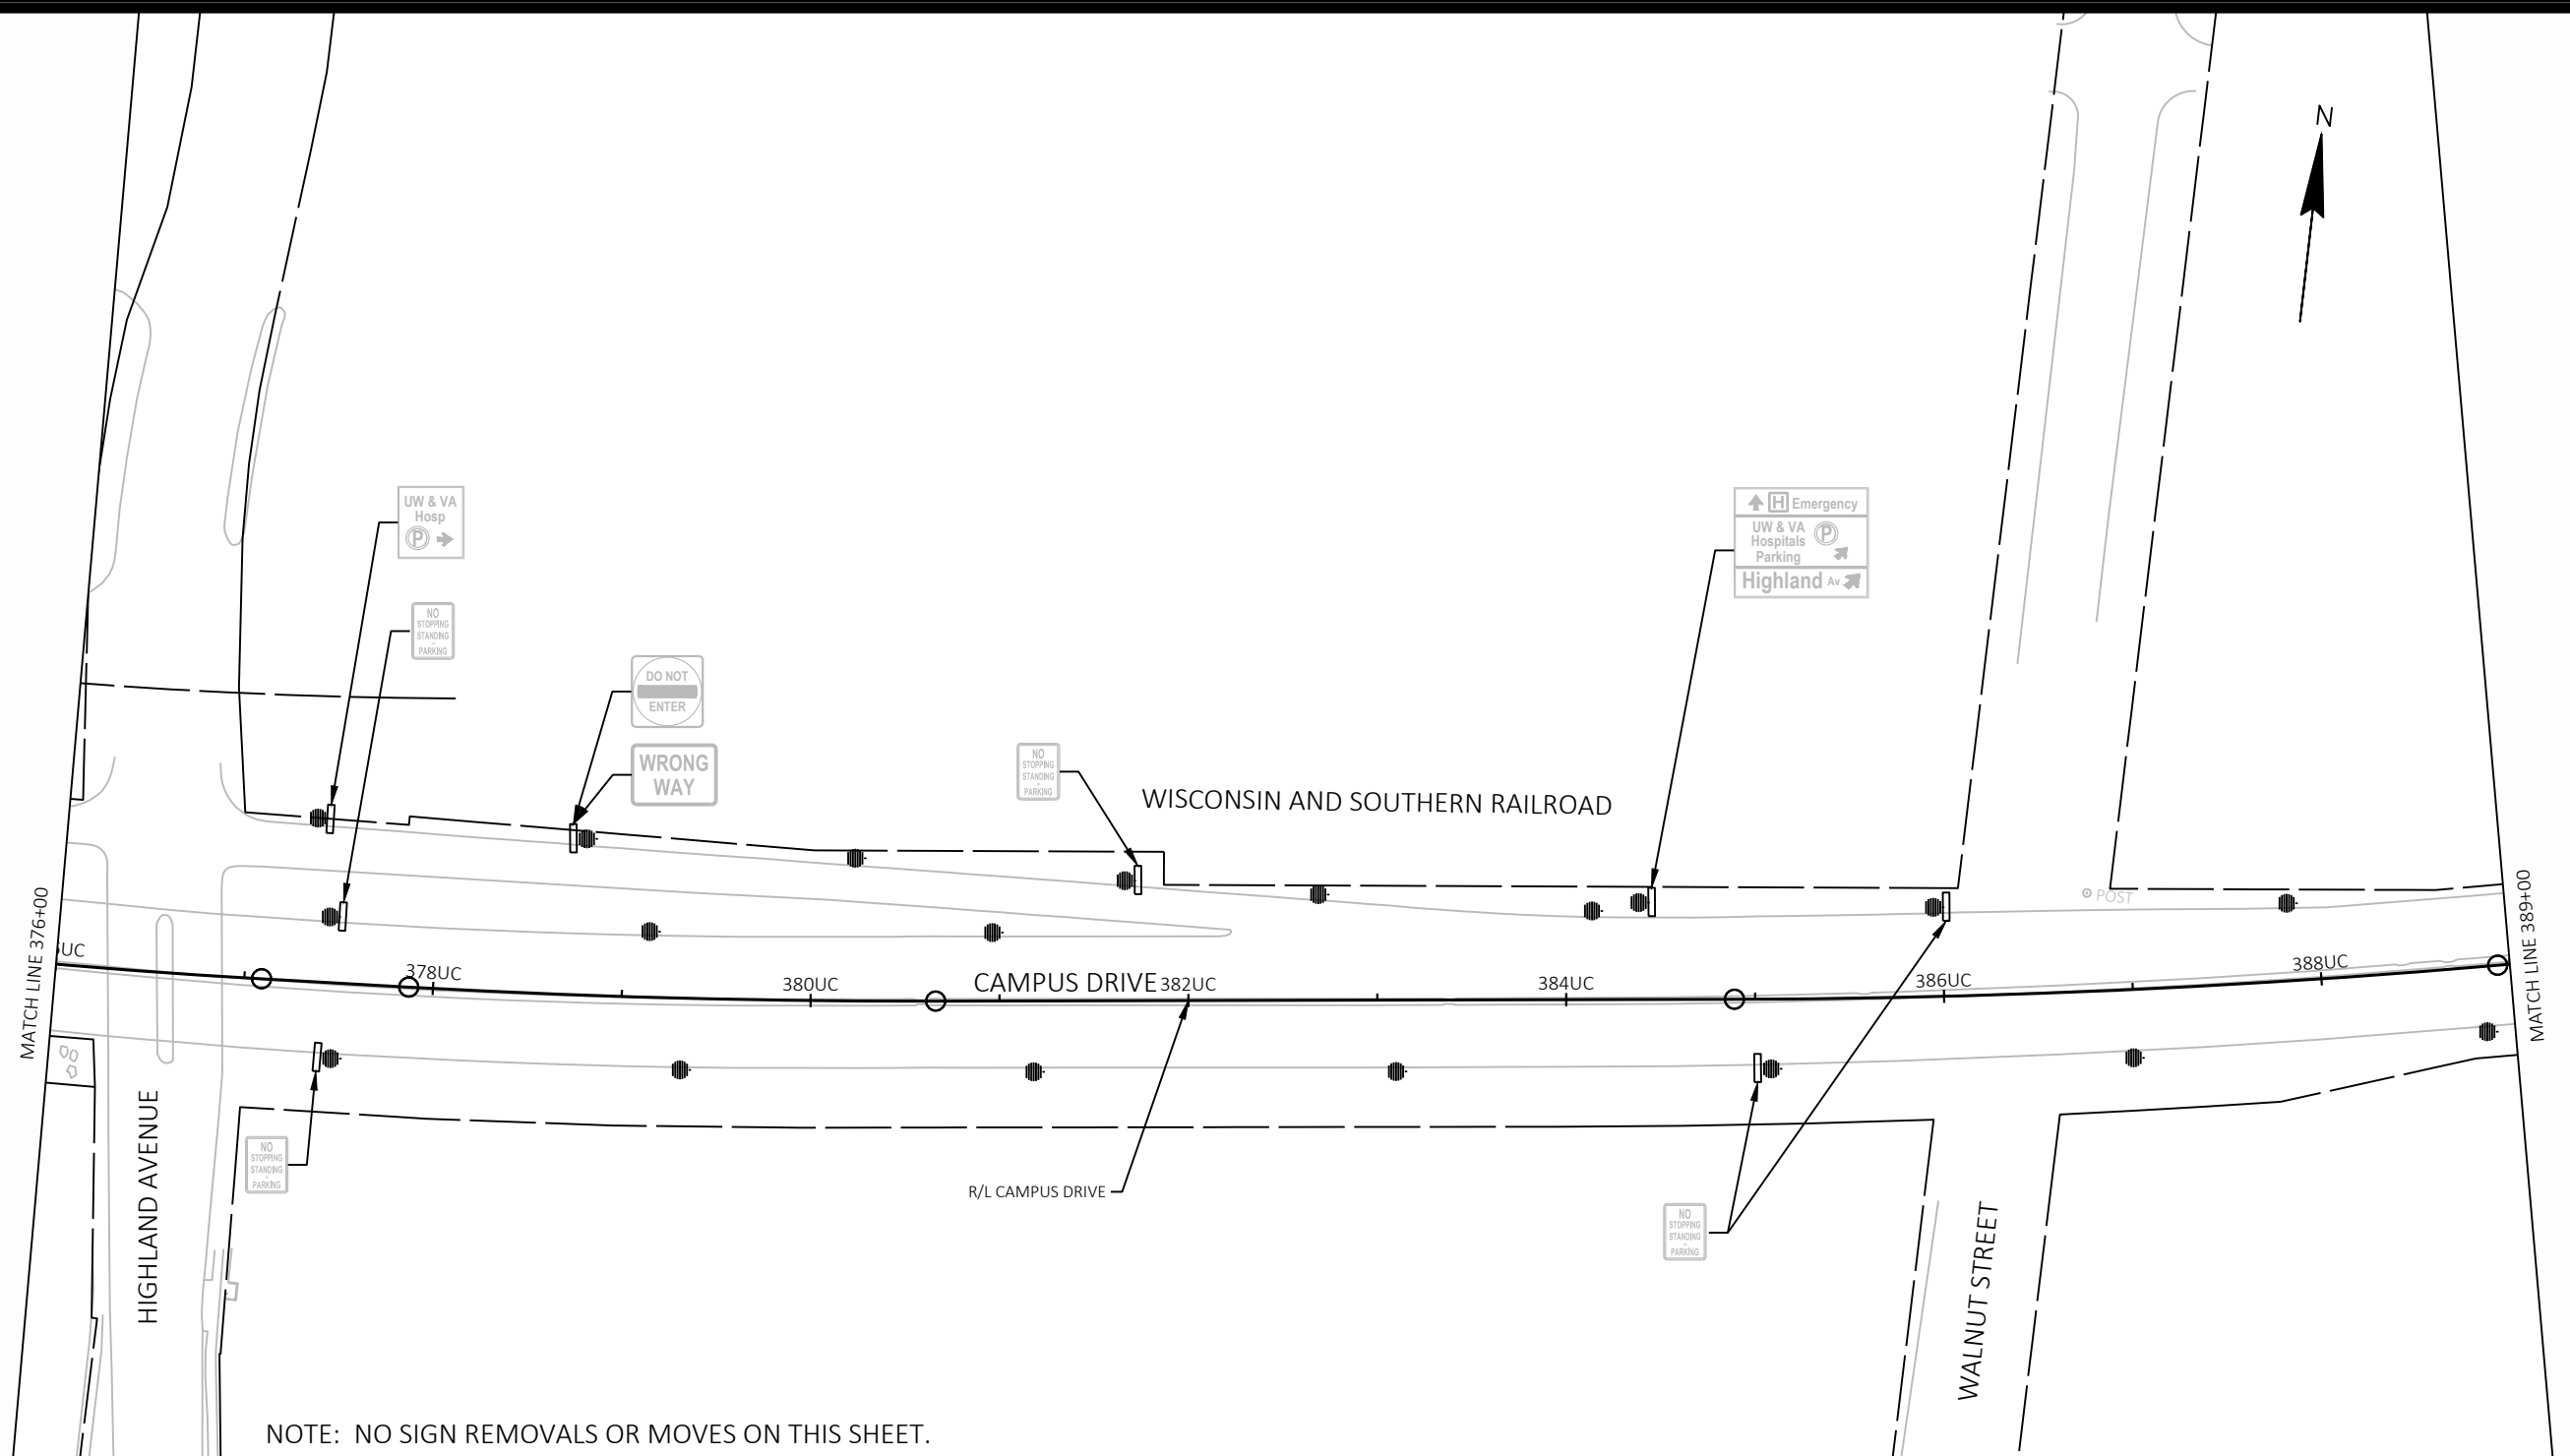 N
UW & VA
Hosp
P
H Emergency
UW & VA
Hospitals
Parking
P
Highland Av
NO
STOPPING
STANDING
PARKING
DO NOT
ENTER
WRONG
WAY
NO
STOPPING
STANDING
PARKING
WISCONSIN AND SOUTHERN RAILROAD
POST
MATCH LINE 376+00
UC
378UC
380UC
CAMPUS DRIVE
382UC
384UC
386UC
388UC
MATCH LINE 389+00
HIGHLAND AVENUE
NO
STOPPING
STANDING
PARKING
R/L CAMPUS DRIVE
NO
STOPPING
STANDING
PARKING
WALNUT STREET
NOTE: NO SIGN REMOVALS OR MOVES ON THIS SHEET.